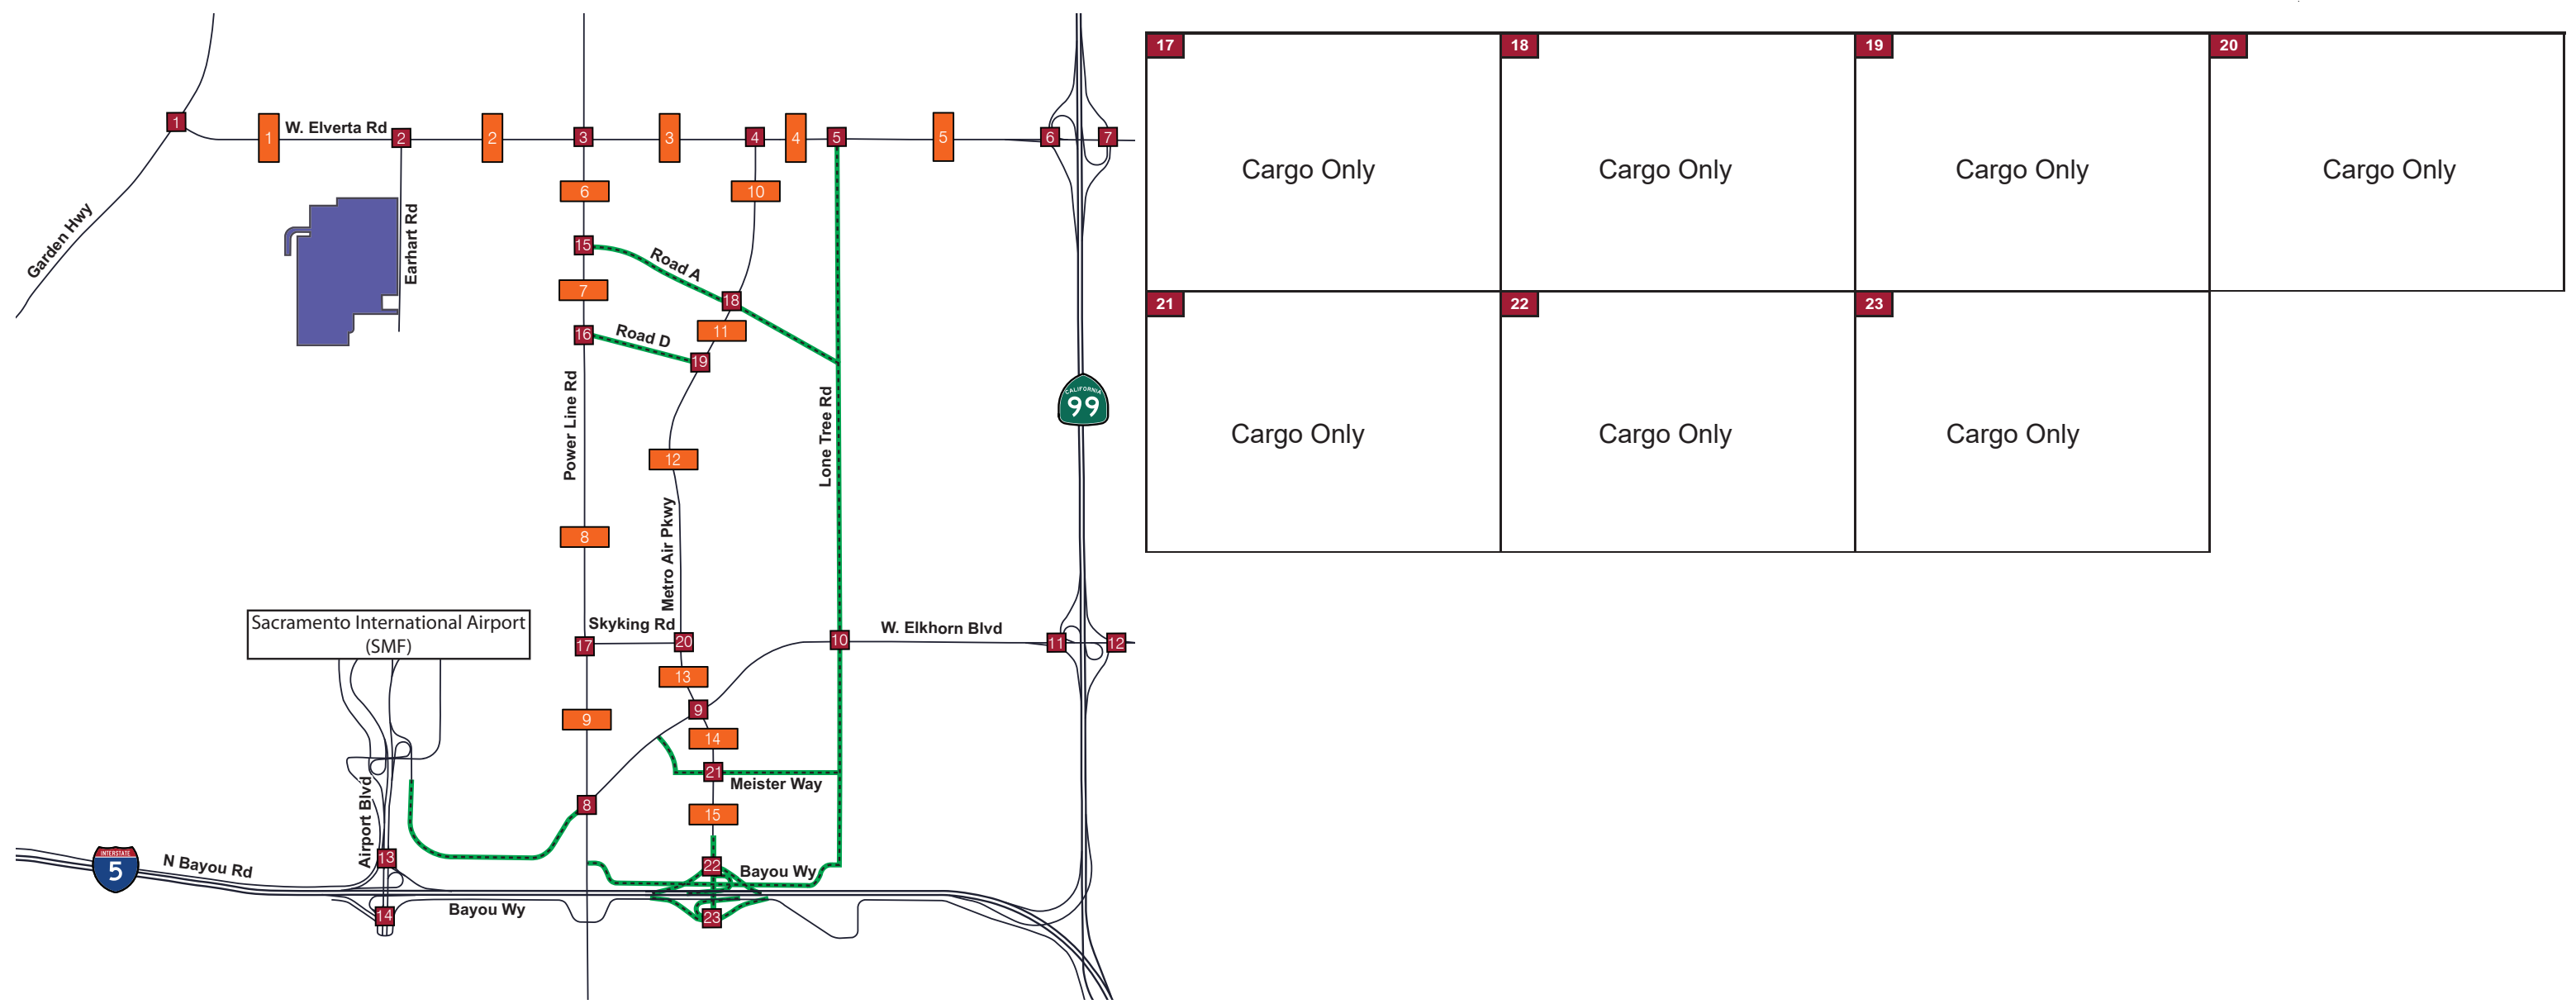 17
18
19
20
Cargo Only
Cargo Only
Cargo Only
Cargo Only
21
22
23
Cargo Only
Cargo Only
Cargo Only
1
1
W. Elverta Rd
2
2
3
3
4
4
5
5
6
7
6
10
Garden Hwy
Earhart Rd
15
Road A
7
18
16
Road D
11
19
Power Line Rd
Lone Tree Rd
CALIFORNIA
99
12
Metro Air Pkwy
8
Sacramento International Airport
(SMF)
Skyking Rd
17
20
10
W. Elkhorn Blvd
11
12
13
9
9
14
21
Meister Way
Airport Blvd
8
15
INTERSTATE
5
N Bayou Rd
13
22
Bayou Wy
14
Bayou Wy
23